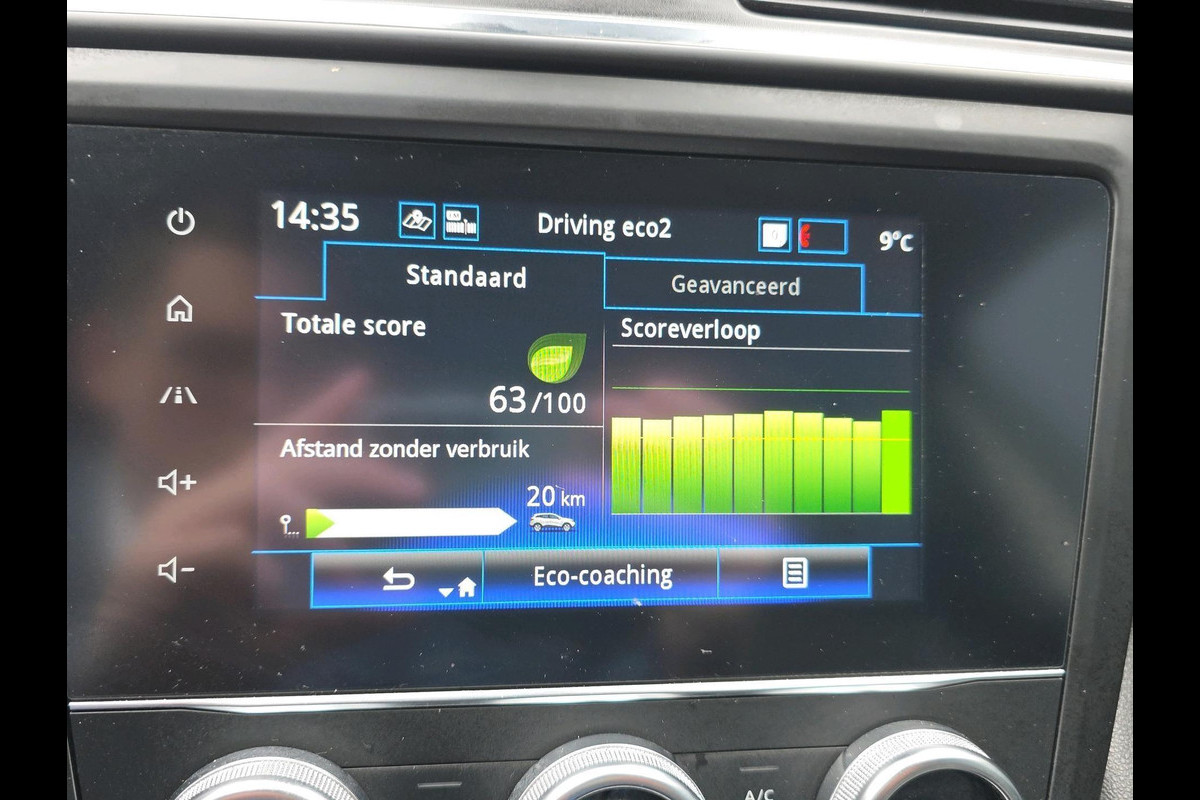 14:35
Driving eco2
9°C
Standaard
Geavanceerd
Totale score
63/100
Scoreverloop
Afstand zonder verbruik
20 km
Eco-coaching
A/C